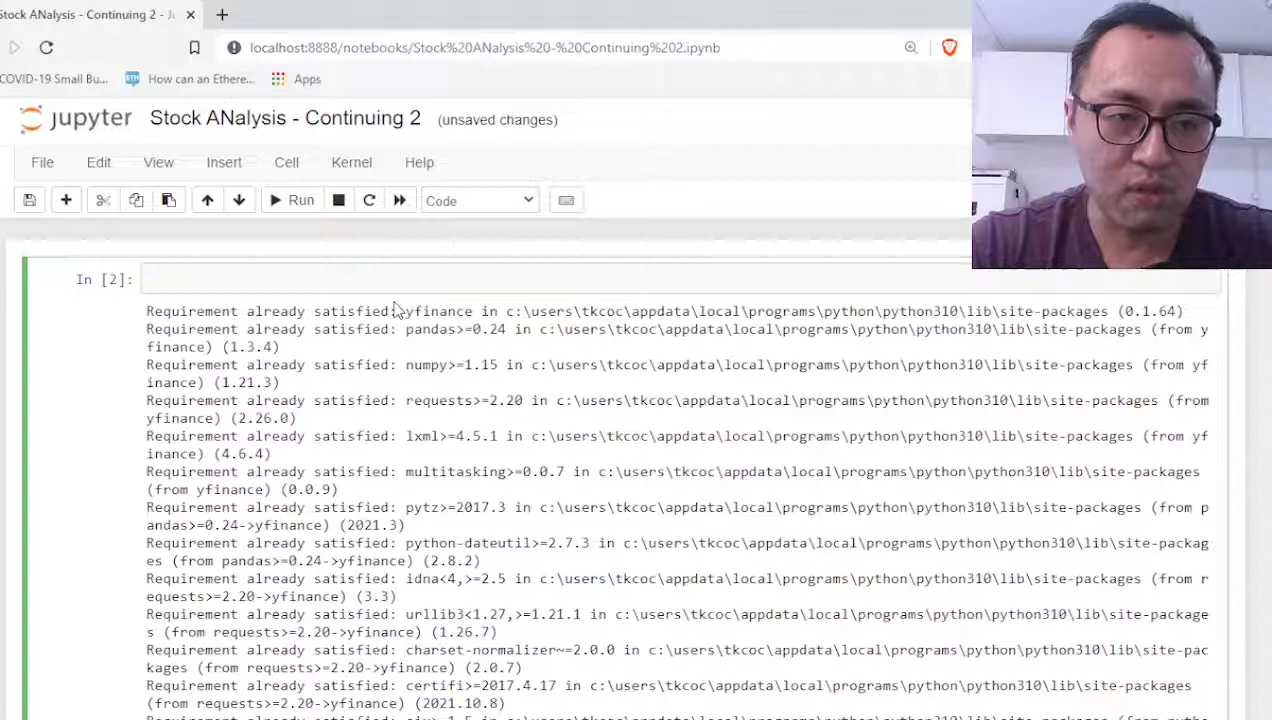 Stock ANalysis - Continuing 2 - Ju
localhost:8888/notebooks/Stock%20ANalysis%20-%20Continuing%202.ipynb
COVID-19 Small Bu...
ETH How can an Ethere...
Apps
jupyter Stock ANalysis - Continuing 2 (unsaved changes)
File Edit View Insert Cell Kernel Help
Run Code
In [2]:
Requirement already satisfied: yfinance in c:\users\tkcoc\appdata\local\programs\python\python310\lib\site-packages (0.1.64)
Requirement already satisfied: pandas>=0.24 in c:\users\tkcoc\appdata\local\programs\python\python310\lib\site-packages (from y
finance) (1.3.4)
Requirement already satisfied: numpy>=1.15 in c:\users\tkcoc\appdata\local\programs\python\python310\lib\site-packages (from yf
inance) (1.21.3)
Requirement already satisfied: requests>=2.20 in c:\users\tkcoc\appdata\local\programs\python\python310\lib\site-packages (from
yfinance) (2.26.0)
Requirement already satisfied: lxml>=4.5.1 in c:\users\tkcoc\appdata\local\programs\python\python310\lib\site-packages (from yf
inance) (4.6.4)
Requirement already satisfied: multitasking>=0.0.7 in c:\users\tkcoc\appdata\local\programs\python\python310\lib\site-packages
(from yfinance) (0.0.9)
Requirement already satisfied: pytz>=2017.3 in c:\users\tkcoc\appdata\local\programs\python\python310\lib\site-packages (from p
andas>=0.24->yfinance) (2021.3)
Requirement already satisfied: python-dateutil>=2.7.3 in c:\users\tkcoc\appdata\local\programs\python\python310\lib\site-packag
es (from pandas>=0.24->yfinance) (2.8.2)
Requirement already satisfied: idna<4,>=2.5 in c:\users\tkcoc\appdata\local\programs\python\python310\lib\site-packages (from r
equests>=2.20->yfinance) (3.3)
Requirement already satisfied: urllib3<1.27,>=1.21.1 in c:\users\tkcoc\appdata\local\programs\python\python310\lib\site-package
s (from requests>=2.20->yfinance) (1.26.7)
Requirement already satisfied: charset-normalizer~=2.0.0 in c:\users\tkcoc\appdata\local\programs\python\python310\lib\site-pac
kages (from requests>=2.20->yfinance) (2.0.7)
Requirement already satisfied: certifi>=2017.4.17 in c:\users\tkcoc\appdata\local\programs\python\python310\lib\site-packages
(from requests>=2.20->yfinance) (2021.10.8)